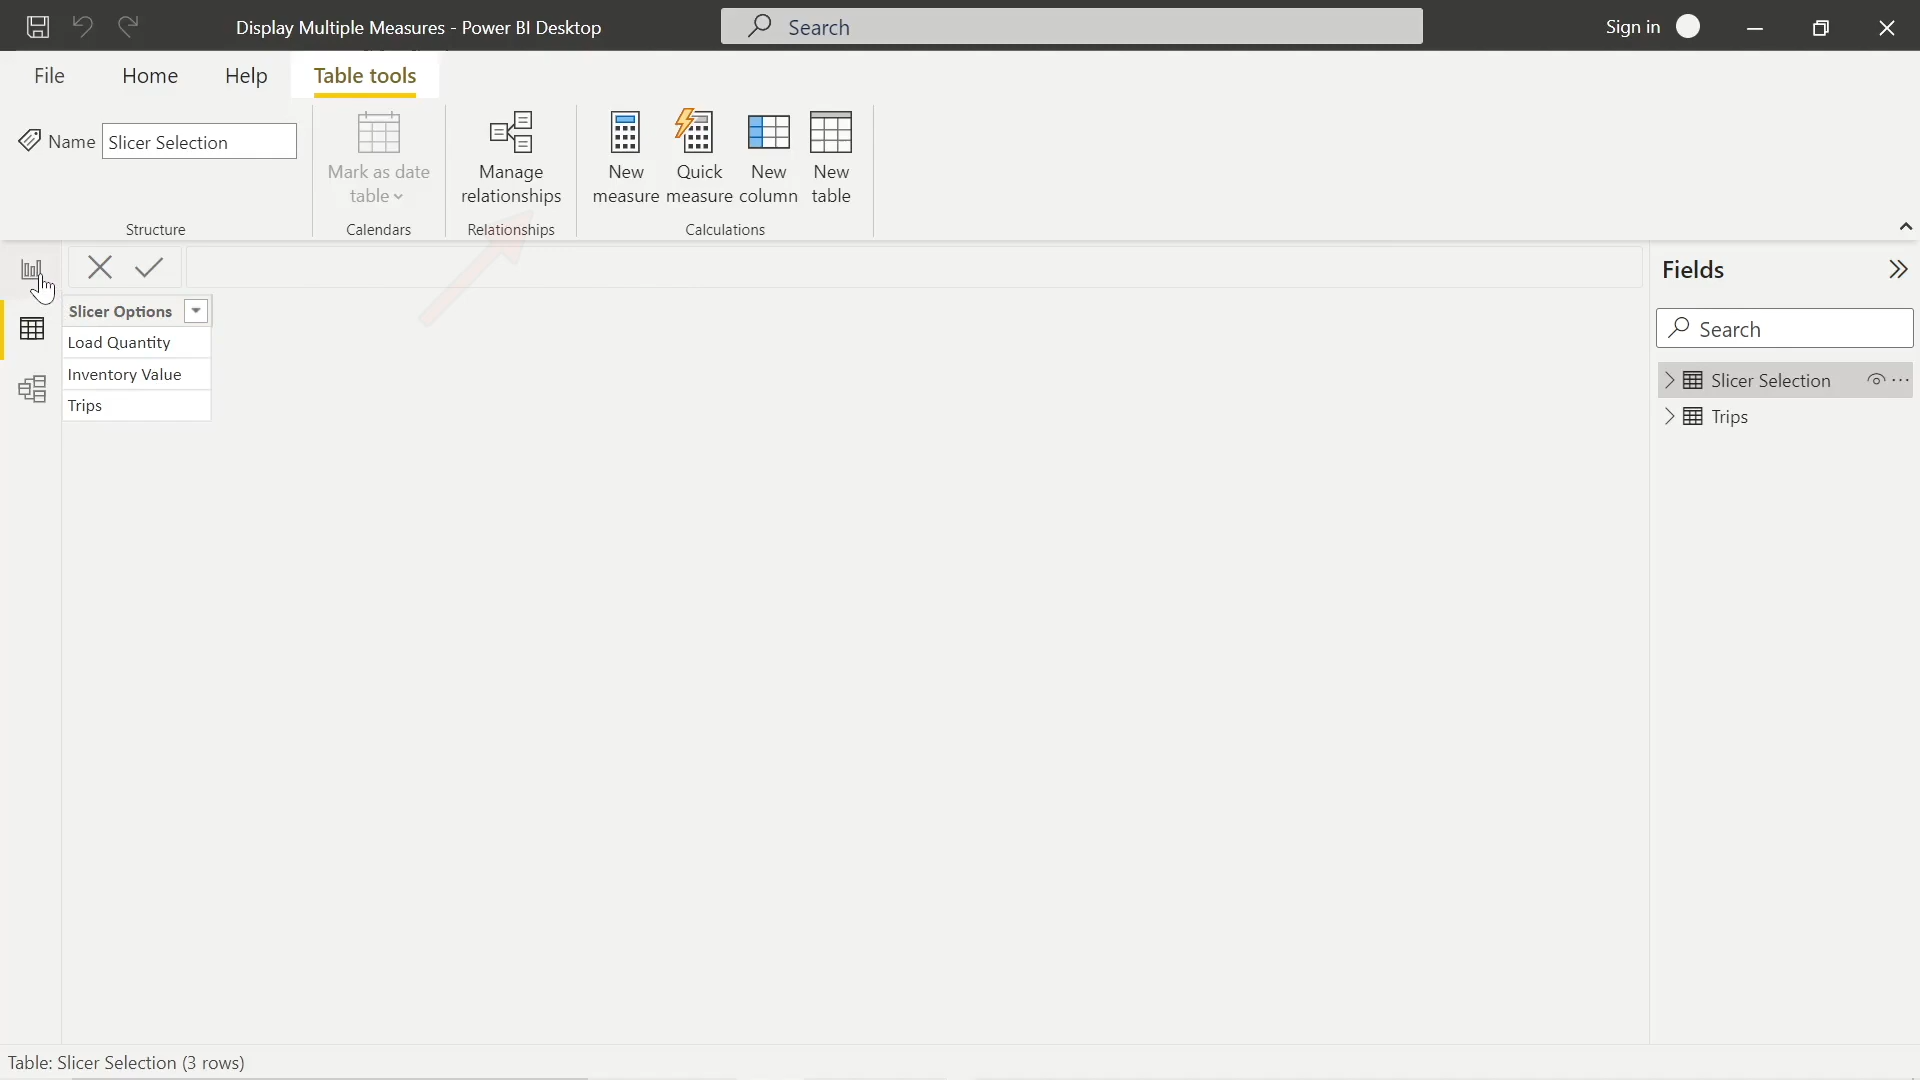 Display Multiple Measures - Power BI Desktop
Search
Sign in
File
Home
Help
Table tools
Name
Slicer Selection
Mark as date
table
Manage
relationships
New
measure
Quick
measure
New
column
New
table
Structure
Calendars
Relationships
Calculations
Fields
Slicer Options
Search
Load Quantity
Inventory Value
Slicer Selection
Trips
Trips
Table: Slicer Selection (3 rows)